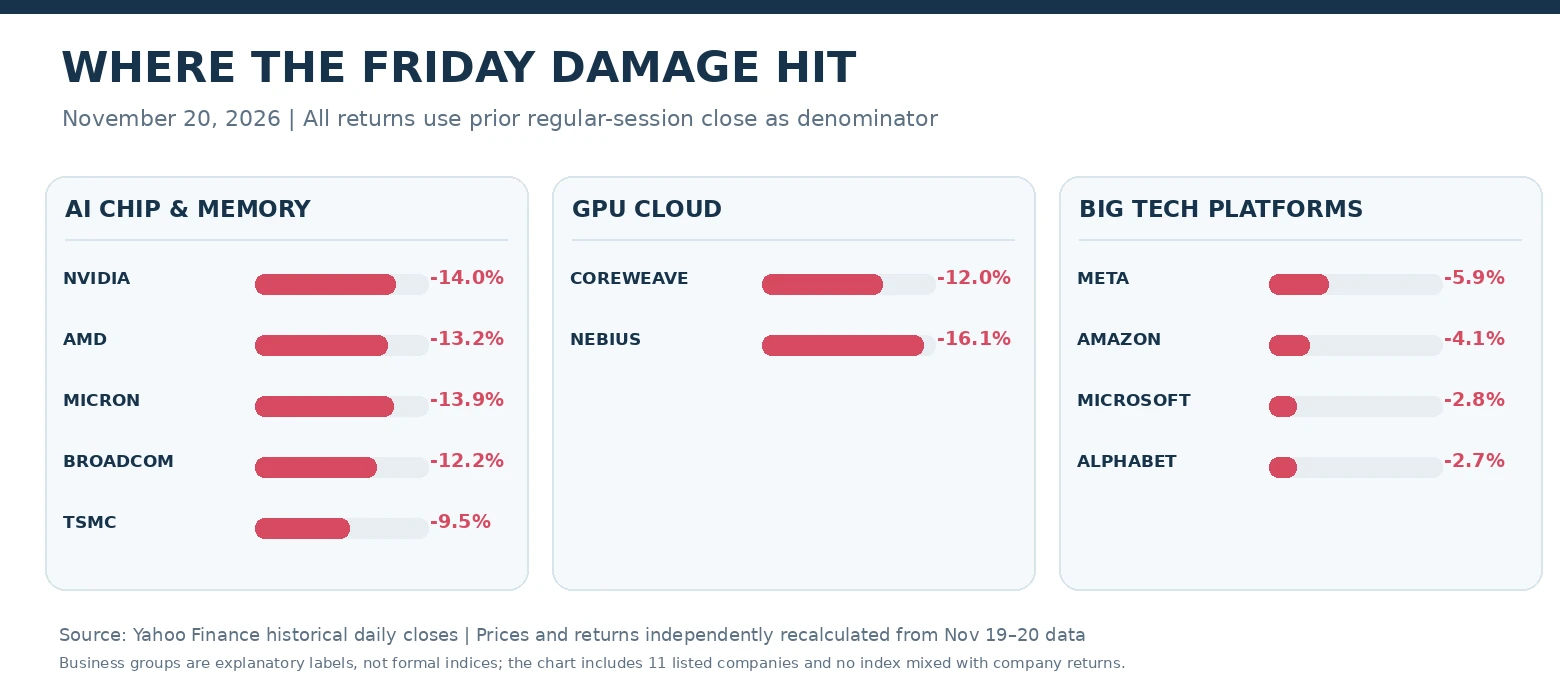 WHERE THE FRIDAY DAMAGE HIT
November 20, 2026 | All returns use prior regular-session close as denominator
AI CHIP & MEMORY
NVIDIA -14.0%
AMD -13.2%
MICRON -13.9%
BROADCOM -12.2%
TSMC -9.5%
GPU CLOUD
COREWEAVE -12.0%
NEBIUS -16.1%
BIG TECH PLATFORMS
META -5.9%
AMAZON -4.1%
MICROSOFT -2.8%
ALPHABET -2.7%
Source: Yahoo Finance historical daily closes | Prices and returns independently recalculated from Nov 19–20 data
Business groups are explanatory labels, not formal indices; the chart includes 11 listed companies and no index mixed with company returns.